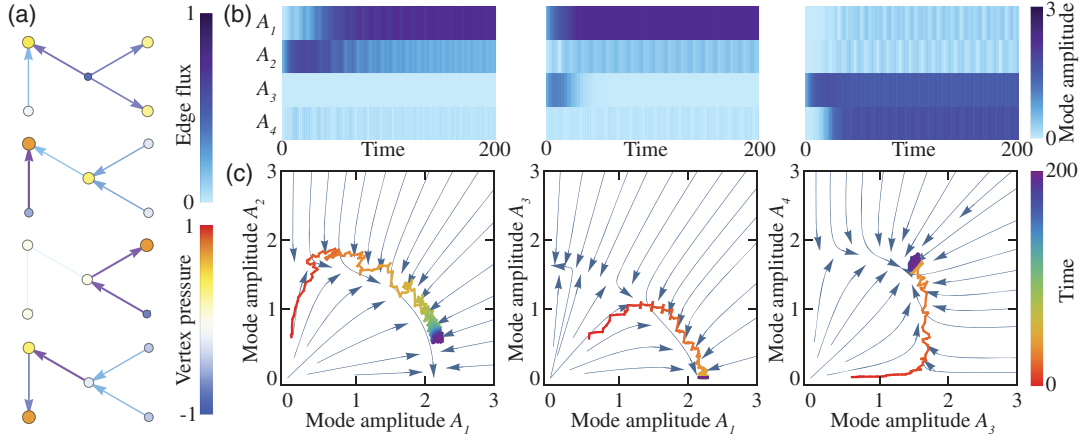 (a)
1
Edge flux
0
1
Vertex pressure
-1
(b)
A1
A2
A3
A4
0 Time 200
0 Time 200
0 Time 200
3
Mode amplitude
0
(c)
3
2
1
0
Mode amplitude A2
0 1 2 3
Mode amplitude A1
3
2
1
0
Mode amplitude A3
0 1 2 3
Mode amplitude A1
3
2
1
0
Mode amplitude A4
0 1 2 3
Mode amplitude A3
200
Time
0